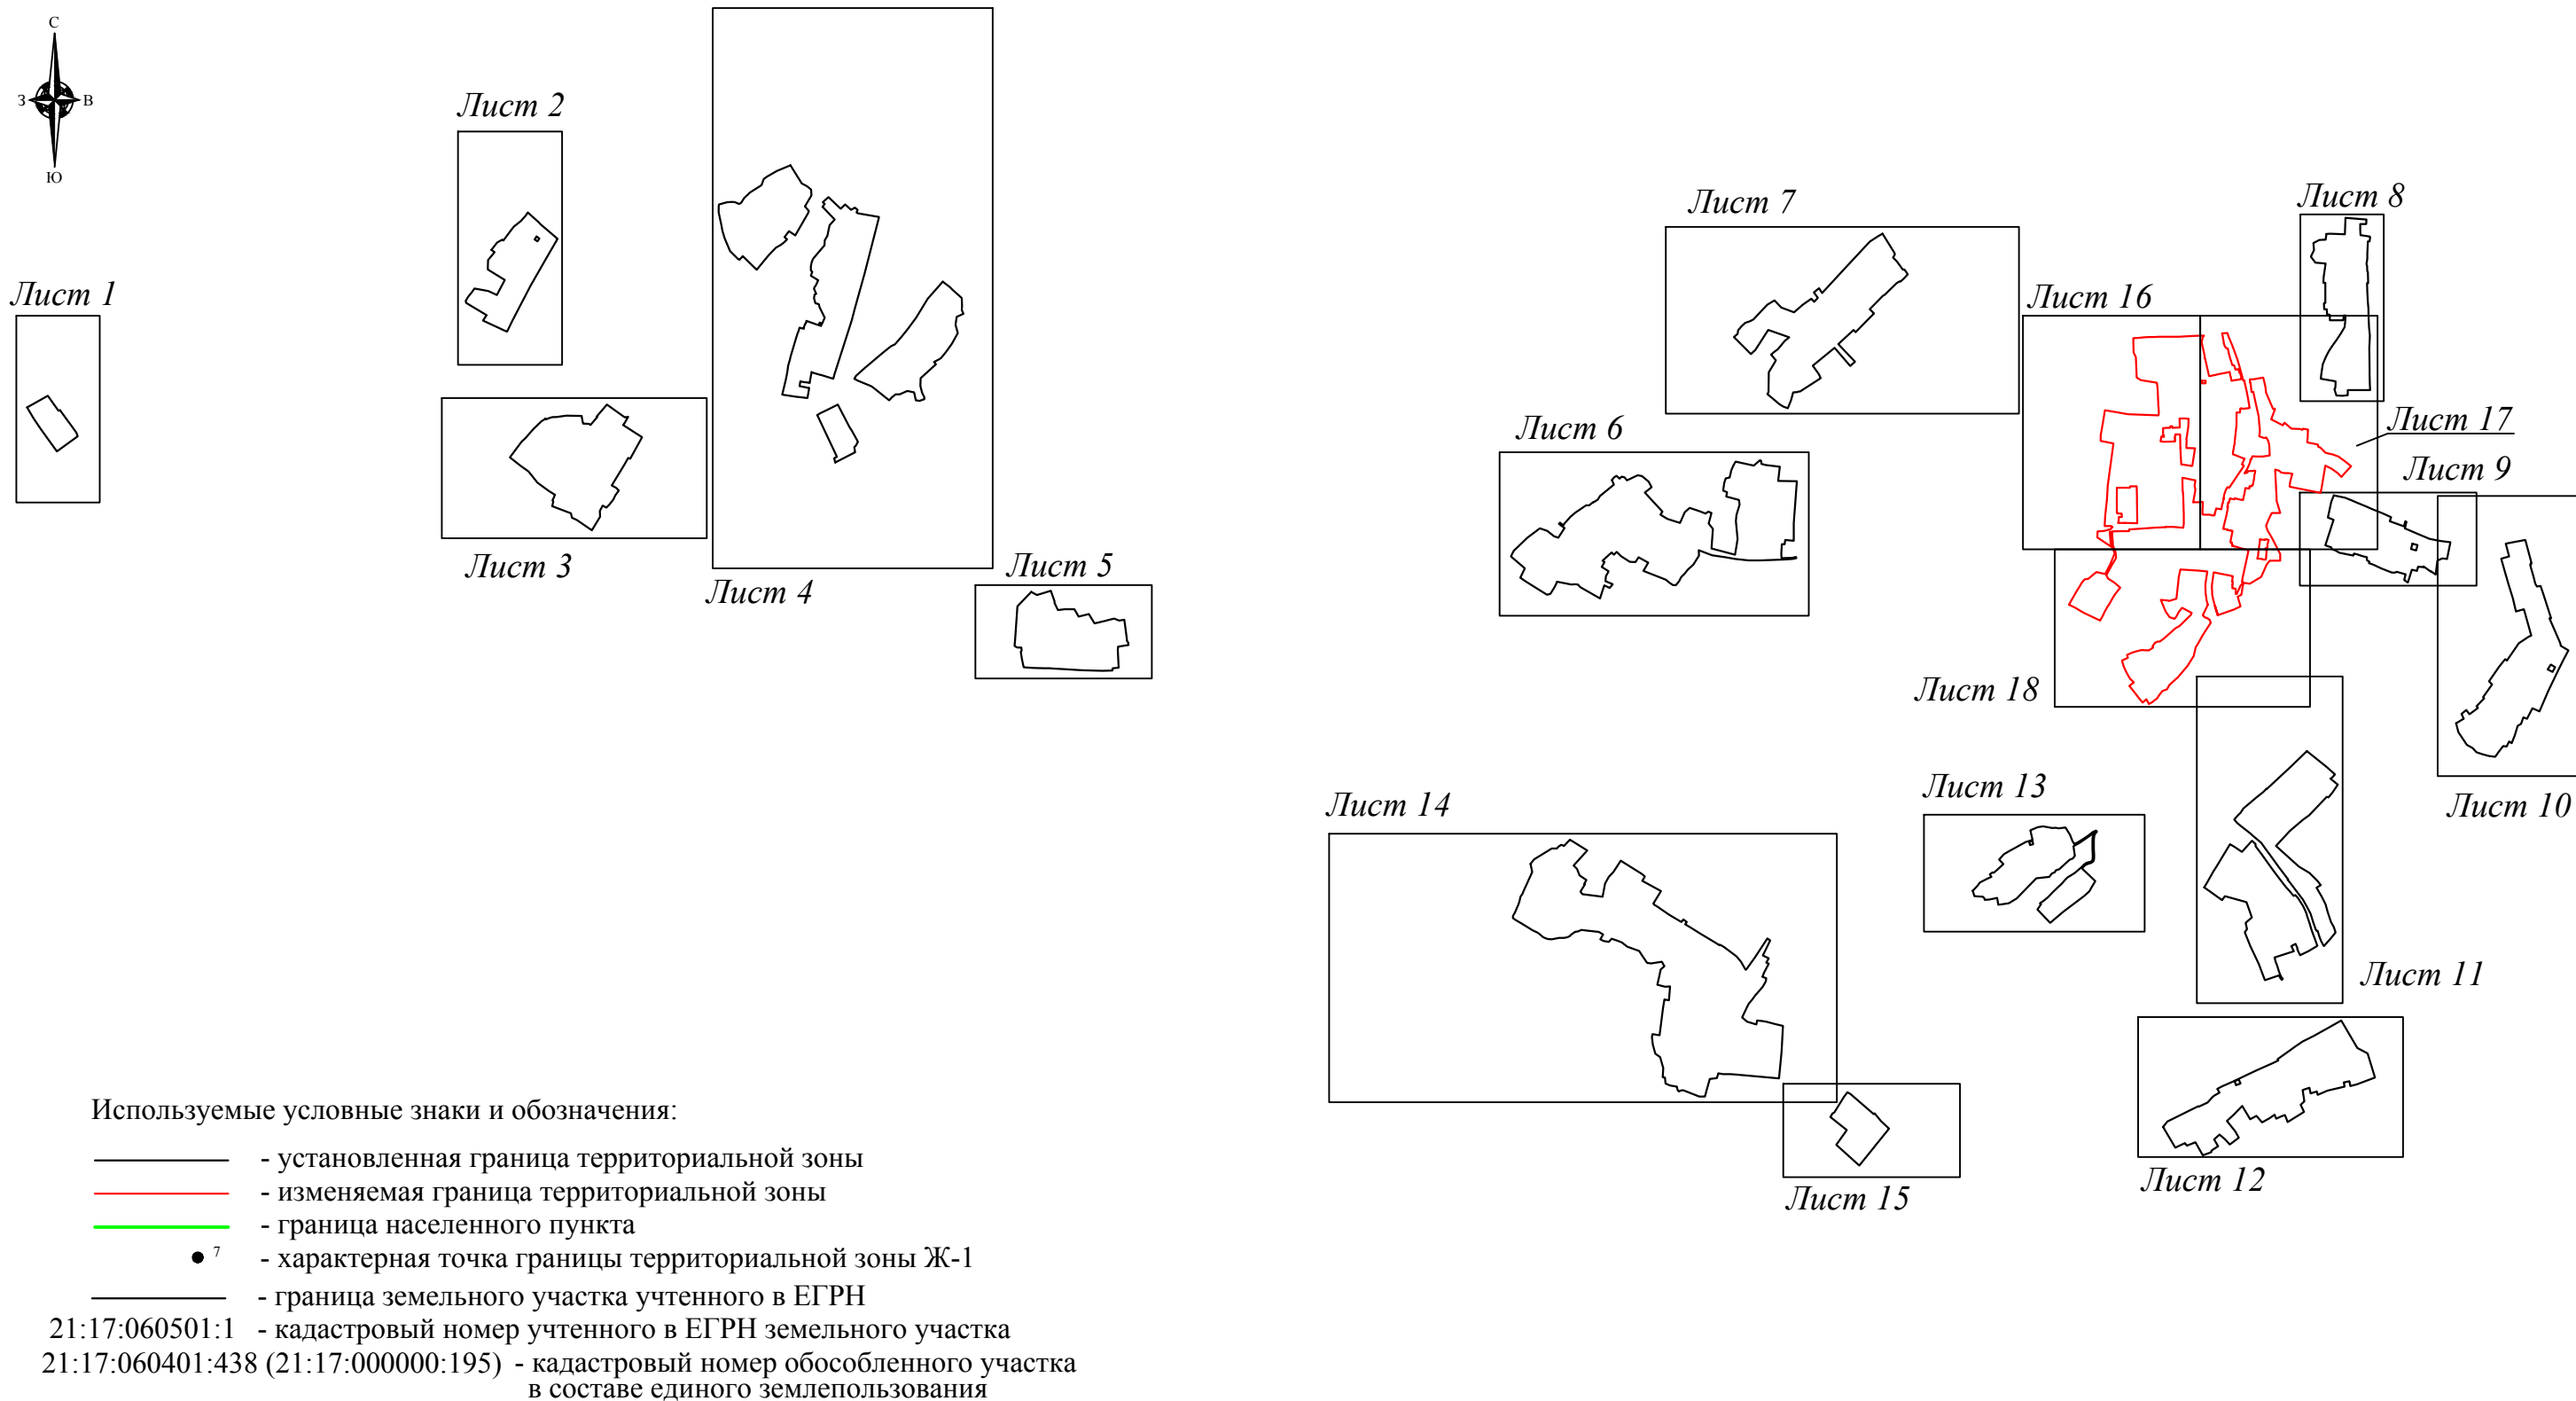 С
З
В
Ю
Лист 1
Лист 2
Лист 3
Лист 4
Лист 5
Лист 6
Лист 7
Лист 8
Лист 16
Лист 17
Лист 9
Лист 18
Лист 10
Лист 13
Лист 14
Лист 11
Лист 12
Лист 15
Используемые условные знаки и обозначения:
- установленная граница территориальной зоны
- изменяемая граница территориальной зоны
- граница населенного пункта
7 - характерная точка границы территориальной зоны Ж-1
- граница земельного участка учтенного в ЕГРН
21:17:060501:1 - кадастровый номер учтенного в ЕГРН земельного участка
21:17:060401:438 (21:17:000000:195) - кадастровый номер обособленного участка
в составе единого землепользования